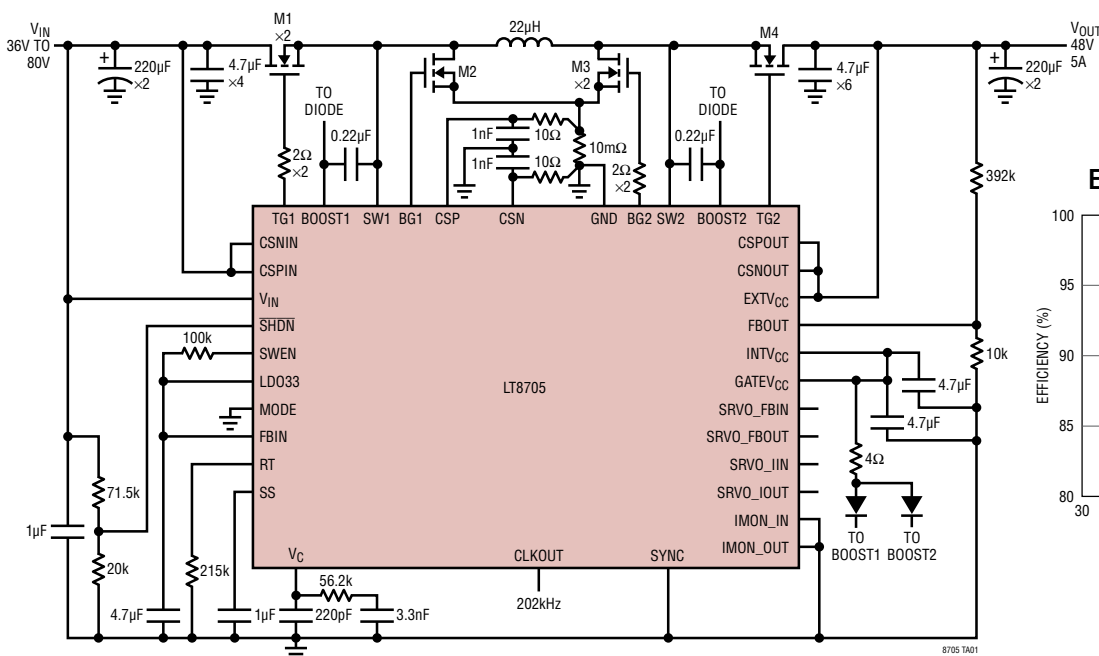 VIN
36V TO
80V
M1
×2
22µH
M4
VOUT
48V
5A
+
220µF
×2
4.7µF
×4
M2
M3
×2
4.7µF
×6
+
220µF
×2
TO
DIODE
0.22µF
2Ω
×2
1nF
10Ω
1nF
10Ω
10mΩ
2Ω
×2
TO
DIODE
0.22µF
392k
TG1 BOOST1 SW1 BG1 CSP CSN GND BG2 SW2 BOOST2 TG2
CSNIN
CSPIN
VIN
SHDN
100k
SWEN
LDO33
MODE
FBIN
RT
SS
LT8705
CSPOUT
CSNOUT
EXTVCC
FBOUT
INTVCC
GATEVCC
SRVO_FBIN
SRVO_FBOUT
SRVO_IIN
SRVO_IOUT
IMON_IN
IMON_OUT
10k
4.7µF
4.7µF
4Ω
TO
BOOST1
TO
BOOST2
71.5k
1µF
20k
215k
VC
CLKOUT
SYNC
56.2k
4.7µF
1µF
220pF
3.3nF
202kHz
8705 TA01
E
100
95
90
85
80
30
EFFICIENCY (%)